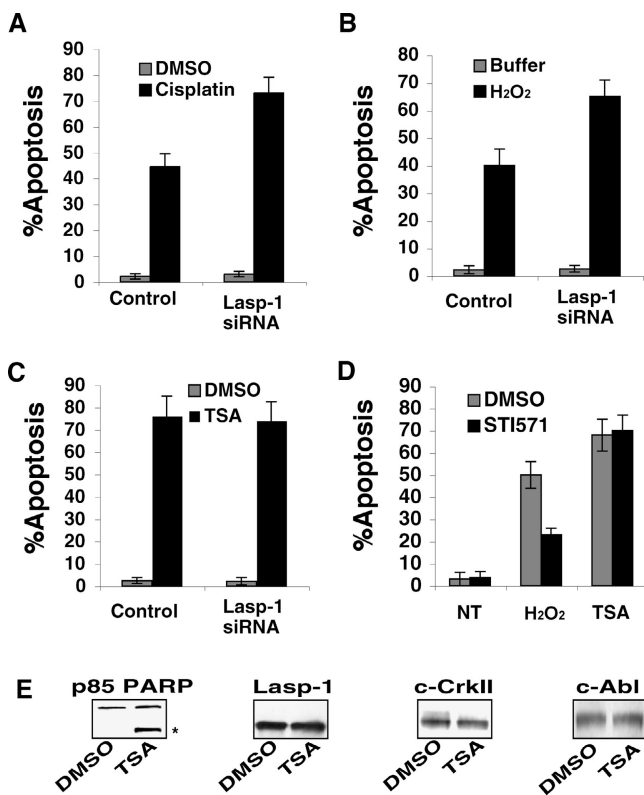 A
%Apoptosis
90
80
70
60
50
40
30
20
10
0
DMSO
Cisplatin
Control
Lasp-1
siRNA
B
%Apoptosis
80
70
60
50
40
30
20
10
0
Buffer
H₂O₂
Control
Lasp-1
siRNA
C
%Apoptosis
90
80
70
60
50
40
30
20
10
0
DMSO
TSA
Control
Lasp-1
siRNA
D
%Apoptosis
90
80
70
60
50
40
30
20
10
0
DMSO
STI571
NT H₂O₂ TSA
E
p85 PARP
*
DMSO TSA
Lasp-1
DMSO TSA
c-CrkII
DMSO TSA
c-Abl
DMSO TSA